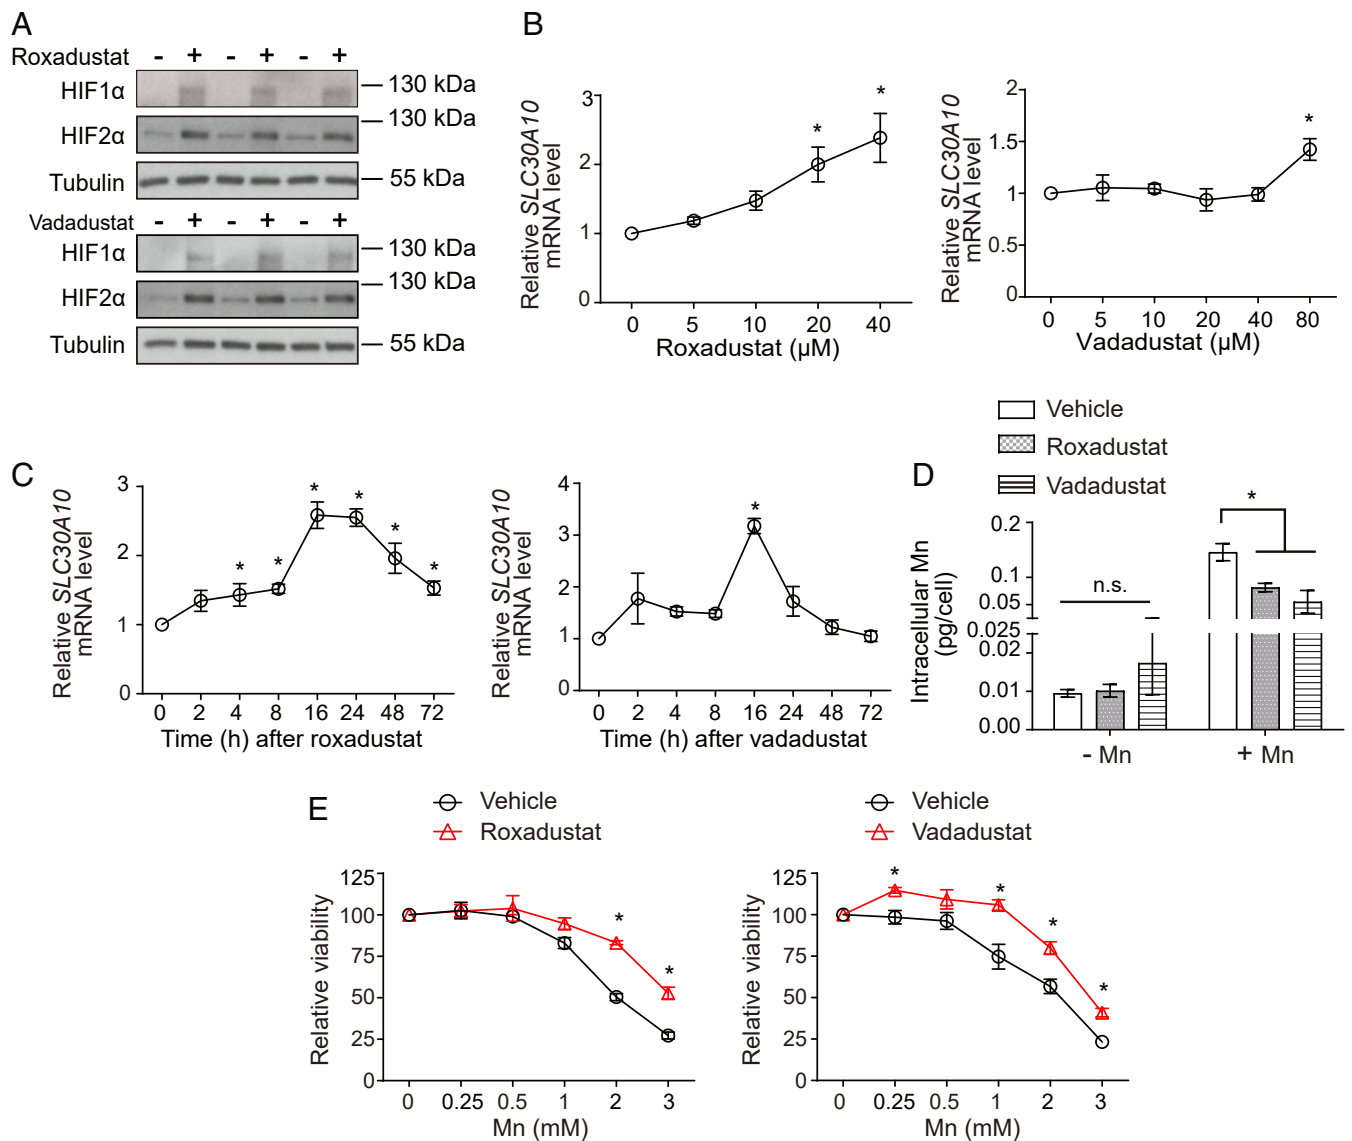 A
Roxadustat - + - + - +
HIF1α 130 kDa
HIF2α 130 kDa
Tubulin 55 kDa
Vadadustat - + - + - +
HIF1α 130 kDa
HIF2α 130 kDa
Tubulin 55 kDa
B
Relative SLC30A10
mRNA level
3
2
1
0
* *
0 5 10 20 40
Roxadustat (μM)
Relative SLC30A10
mRNA level
2
1.5
1
0.5
0
*
0 5 10 20 40 80
Vadadustat (μM)
C
Relative SLC30A10
mRNA level
3
2
1
0
* * * * * *
0 2 4 8 16 24 48 72
Time (h) after roxadustat
Relative SLC30A10
mRNA level
4
3
2
1
0
*
0 2 4 8 16 24 48 72
Time (h) after vadadustat
D
Vehicle
Roxadustat
Vadadustat
Intracellular Mn
(pg/cell)
0.2
0.1
0.05
0.025
0.02
0.01
0.00
n.s.
*
- Mn + Mn
E
Vehicle
Roxadustat
Relative viability
125
100
75
50
25
0
* *
0 0.25 0.5 1 2 3
Mn (mM)
Vehicle
Vadadustat
Relative viability
125
100
75
50
25
0
* * * *
0 0.25 0.5 1 2 3
Mn (mM)